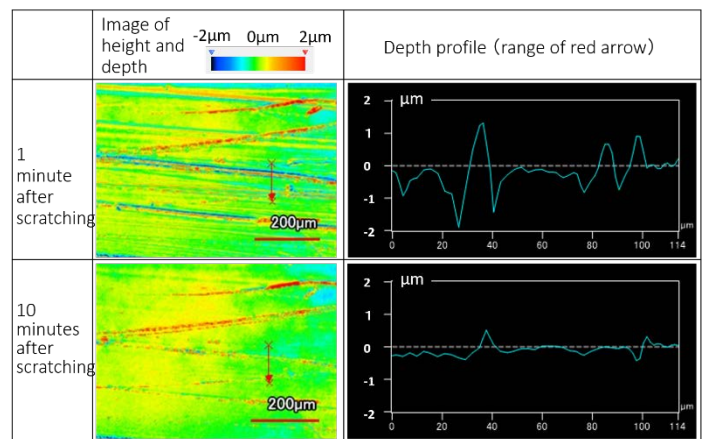 Image of
height and
depth
-2μm 0μm 2μm
Depth profile (range of red arrow)
1
minute
after
scratching
200μm
2 μm
1
0
-1
-2
μm
0 20 40 60 80 100 114
10
minutes
after
scratching
200μm
2 μm
1
0
-1
-2
μm
0 20 40 60 80 100 114